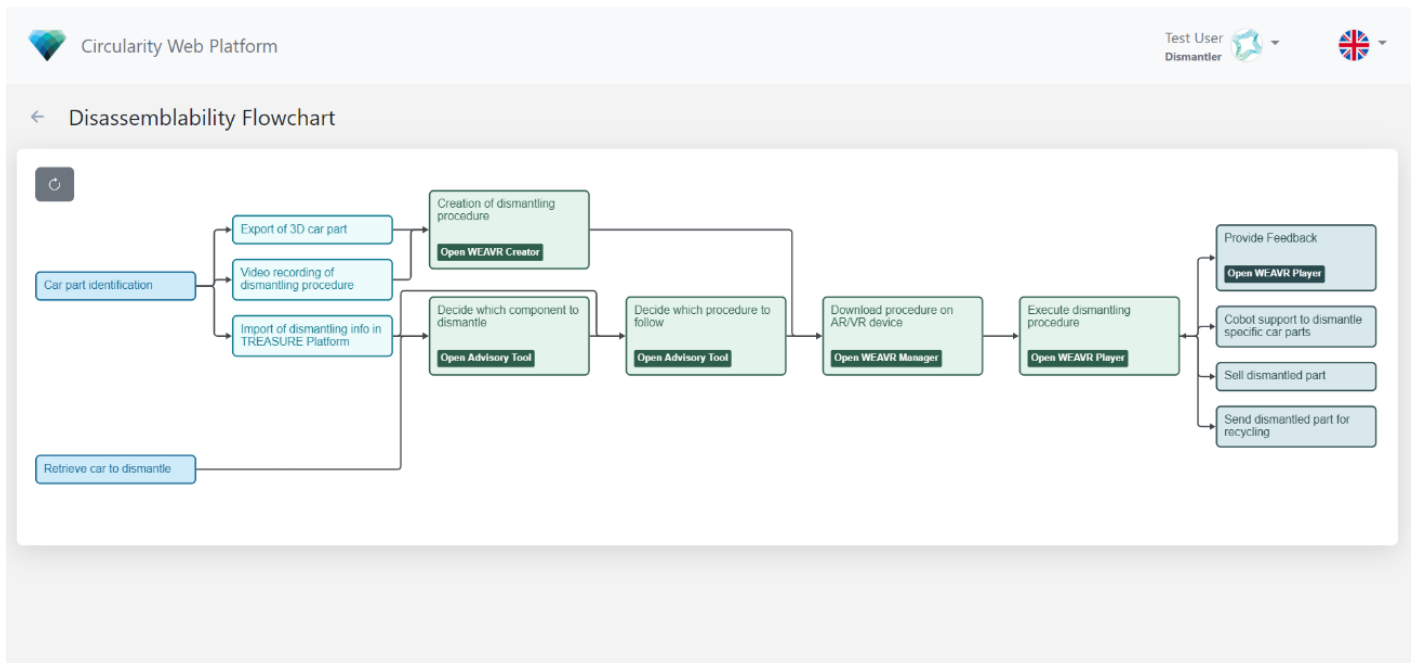 Circularity Web Platform
Test User
Dismantler
Disassemblability Flowchart
Car part identification
Retrieve car to dismantle
Export of 3D car part
Video recording of
dismantling procedure
Import of dismantling info in
TREASURE Platform
Creation of dismantling
procedure
Open WEAVR Creator
Decide which component to
dismantle
Open Advisory Tool
Decide which procedure to
follow
Open Advisory Tool
Download procedure on
AR/VR device
Open WEAVR Manager
Execute dismantling
procedure
Open WEAVR Player
Provide Feedback
Open WEAVR Player
Cobot support to dismantle
specific car parts
Sell dismantled part
Send dismantled part for
recycling